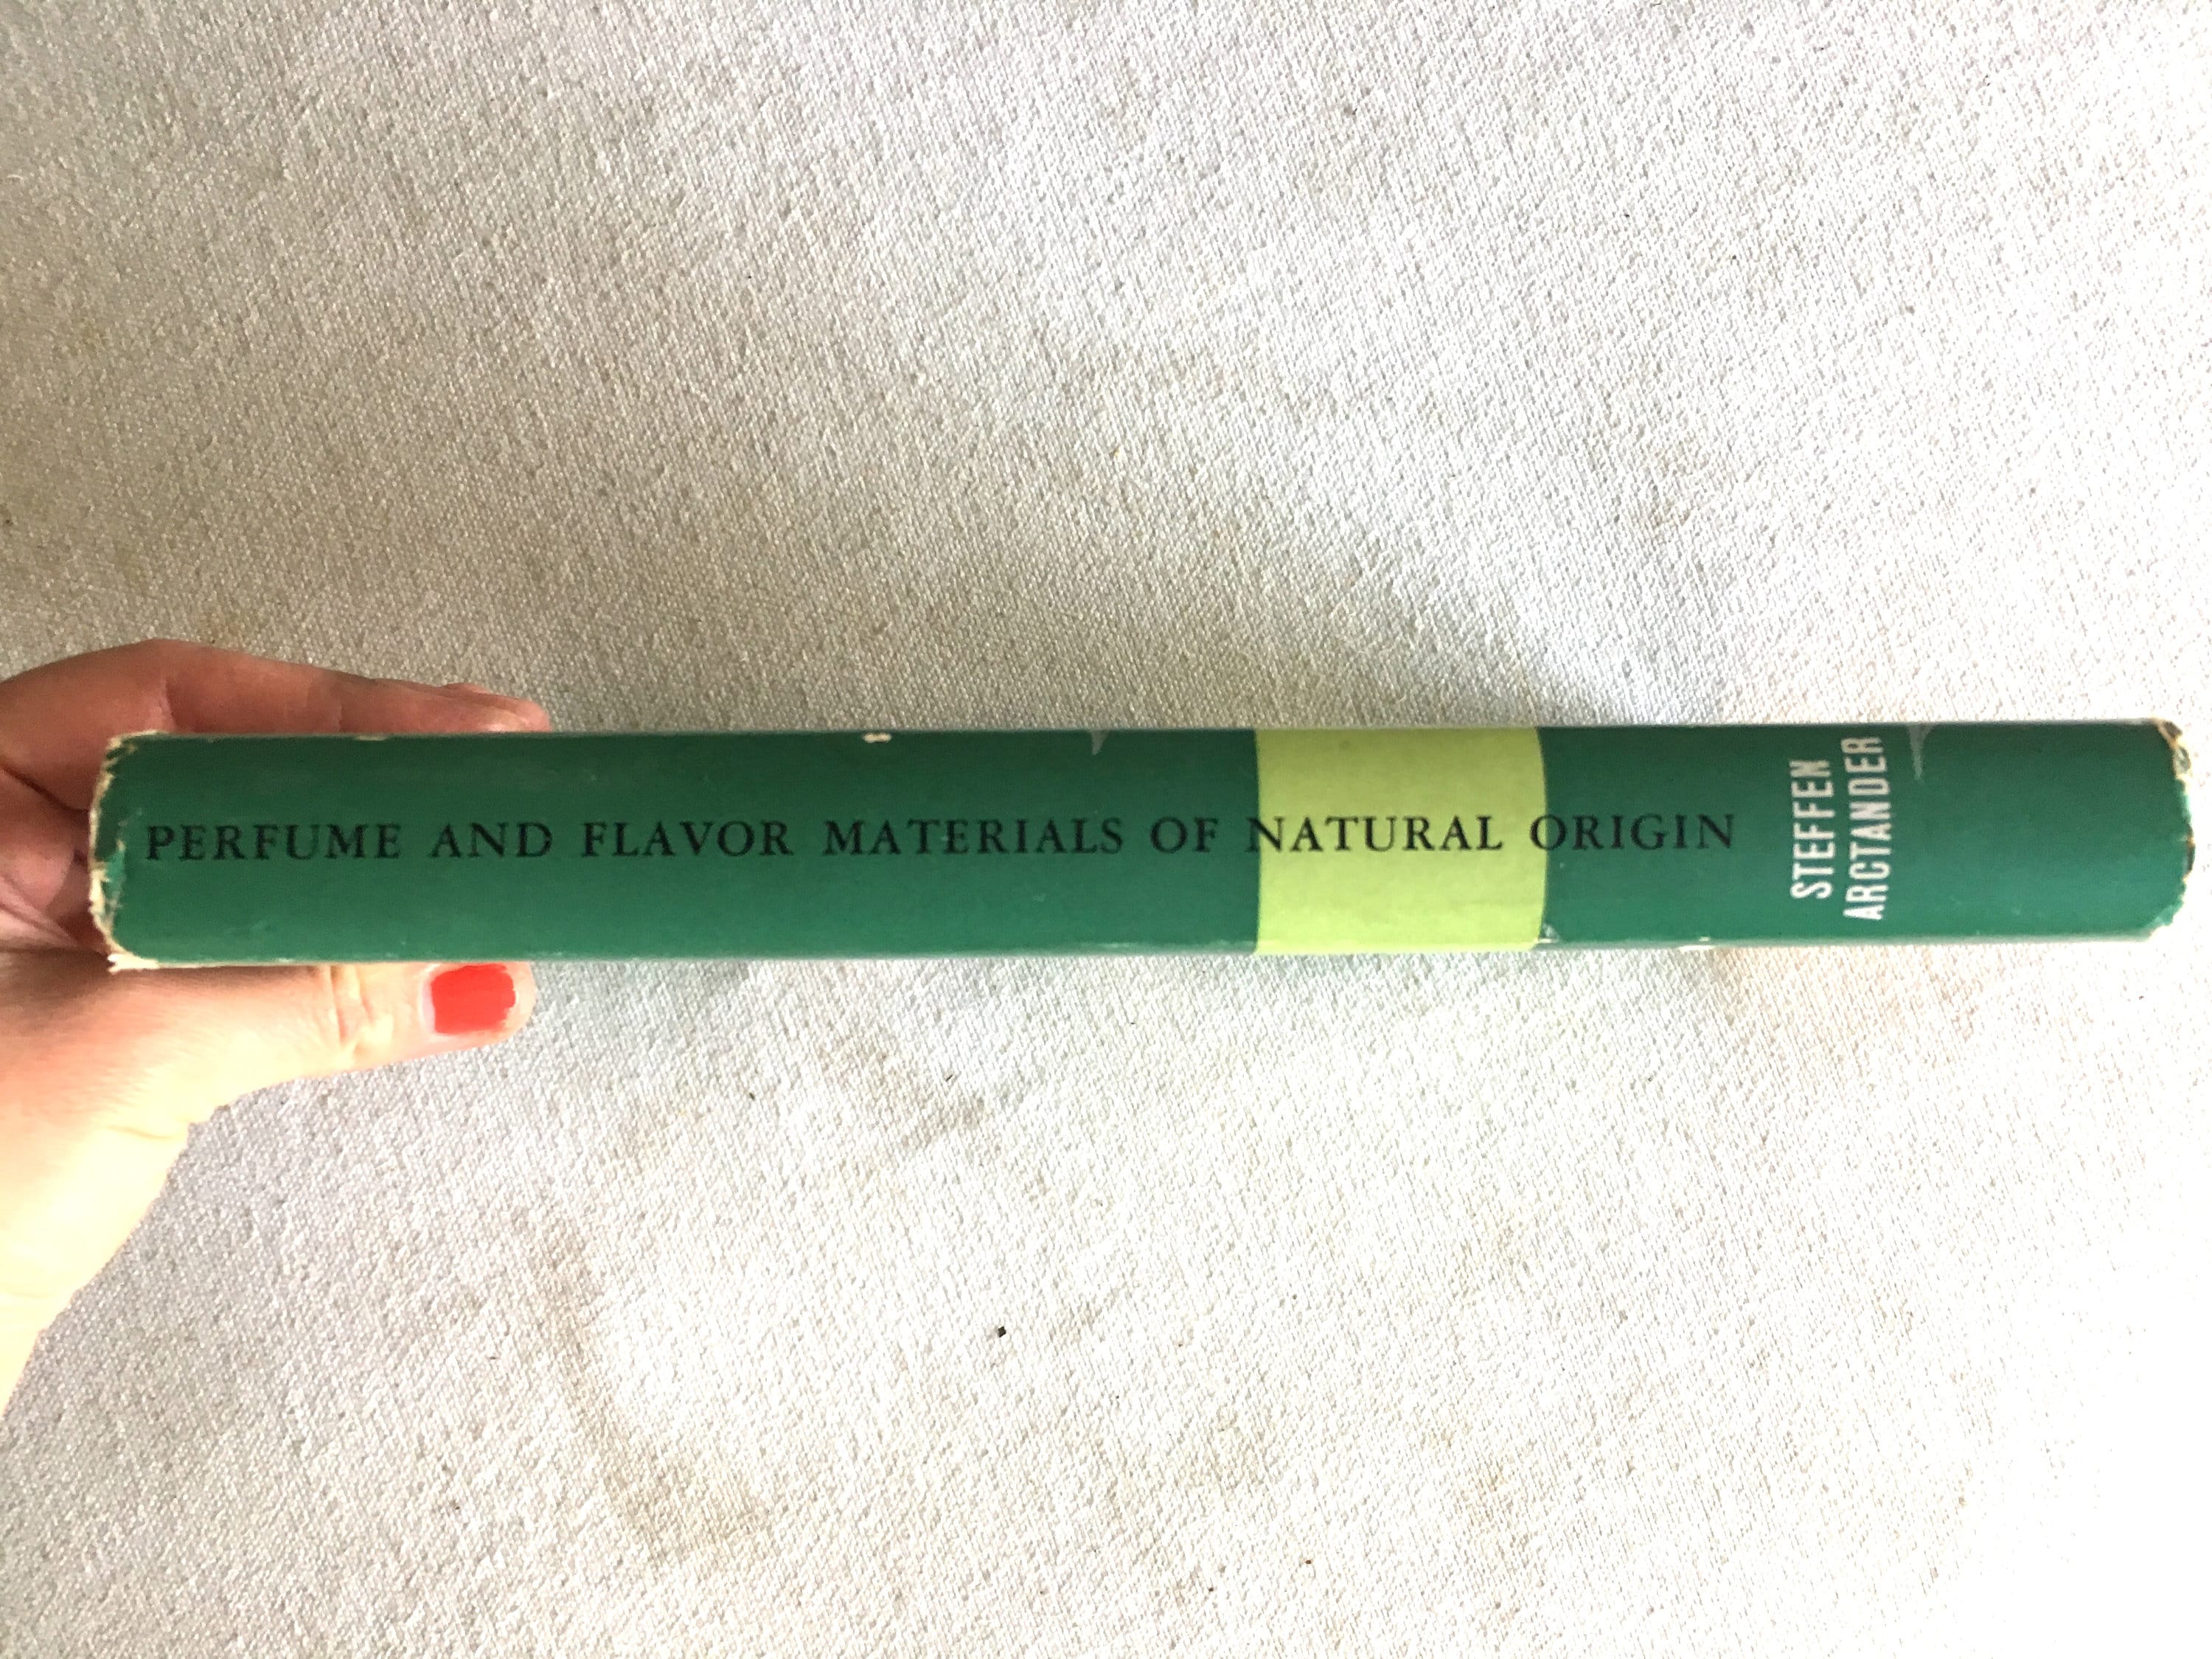 PERFUME AND FLAVOR MATERIALS OF NATURAL ORIGIN
STEFFEN
ARCTANDER